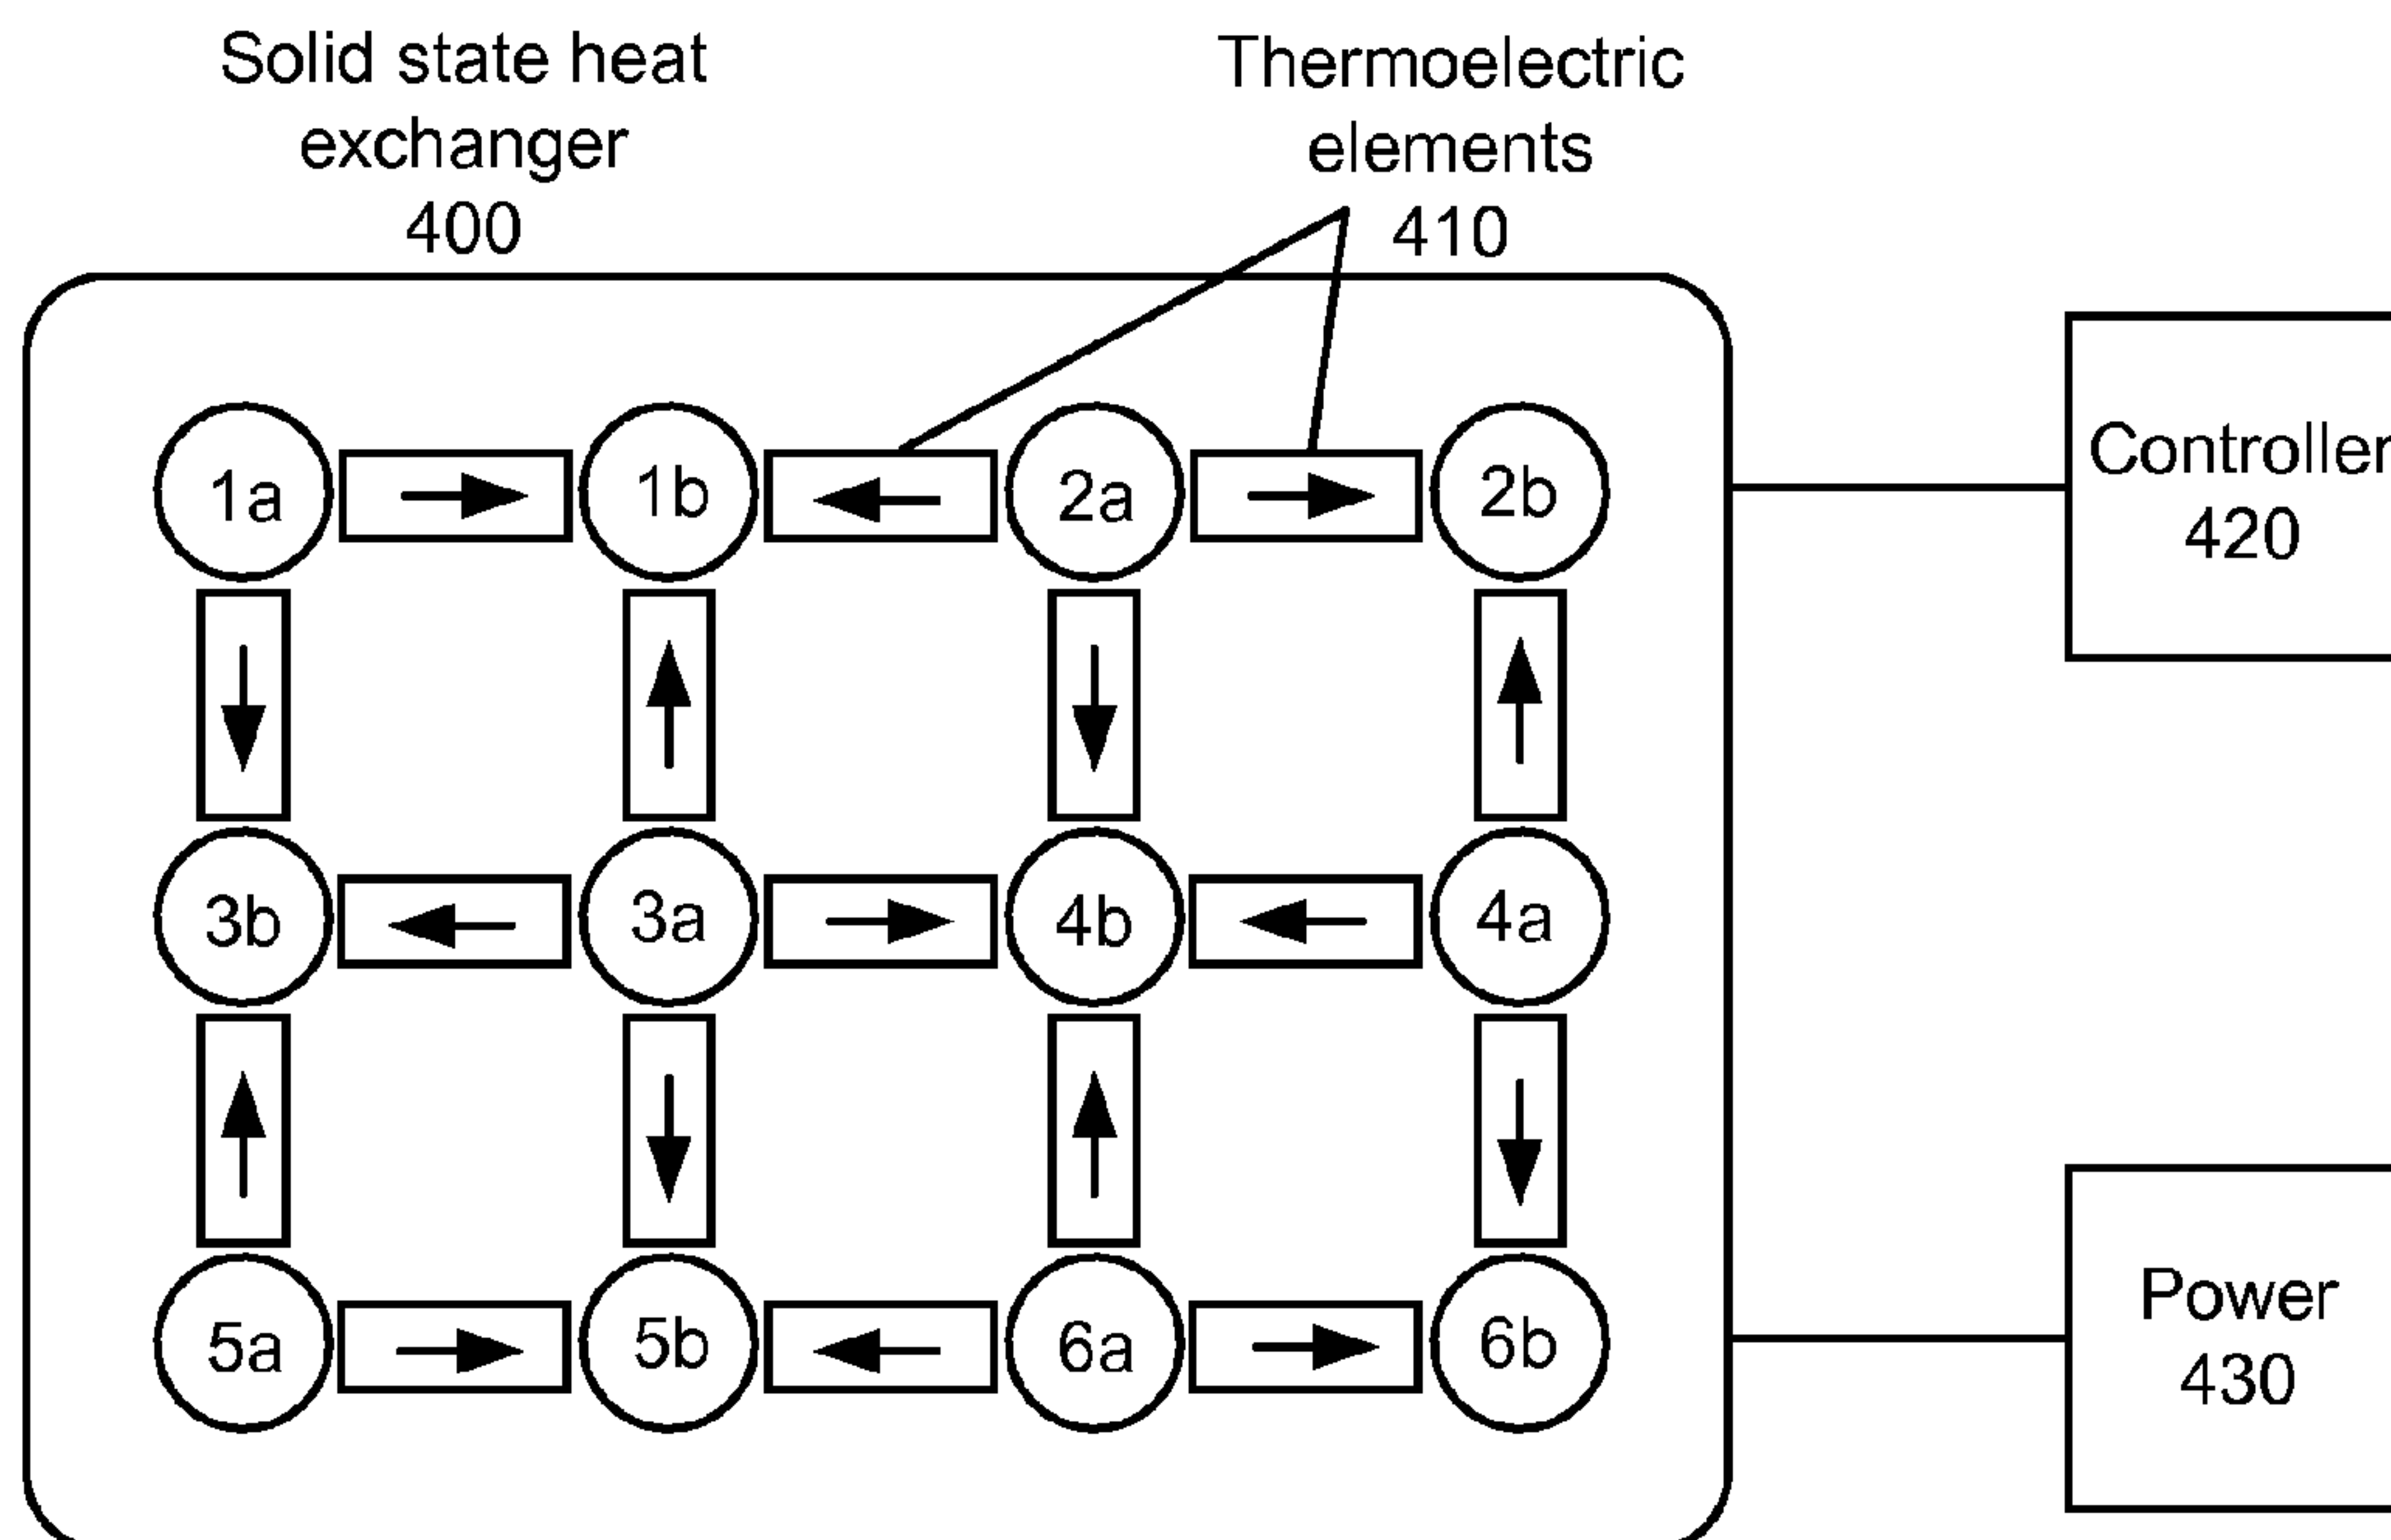 Solid state heat
exchanger
400
Thermoelectric
elements
410
1a
1b
2a
2b
Controller
420
3b
3a
4b
4a
5a
5b
6a
6b
Power
430